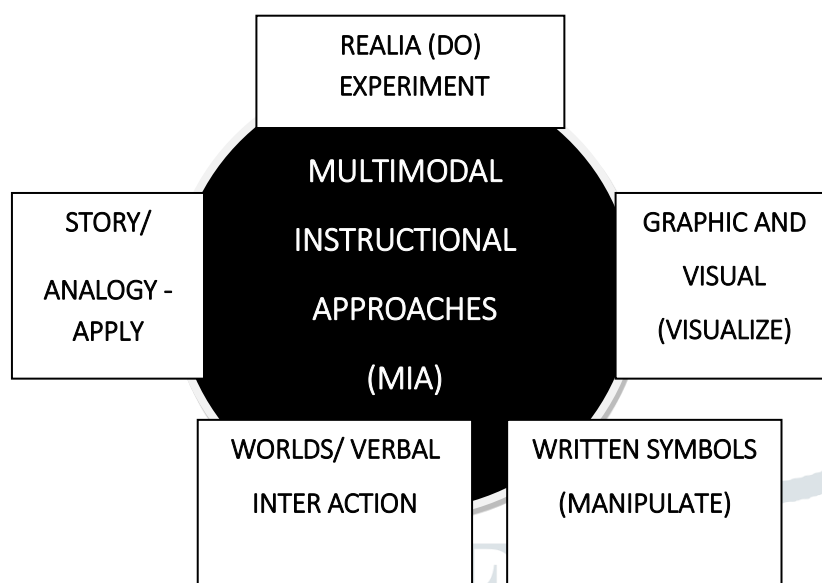 REALIA (DO)
EXPERIMENT
MULTIMODAL
INSTRUCTIONAL
APPROACHES
(MIA)
STORY/
ANALOGY -
APPLY
GRAPHIC AND
VISUAL
(VISUALIZE)
WORLDS/ VERBAL
INTER ACTION
WRITTEN SYMBOLS
(MANIPULATE)